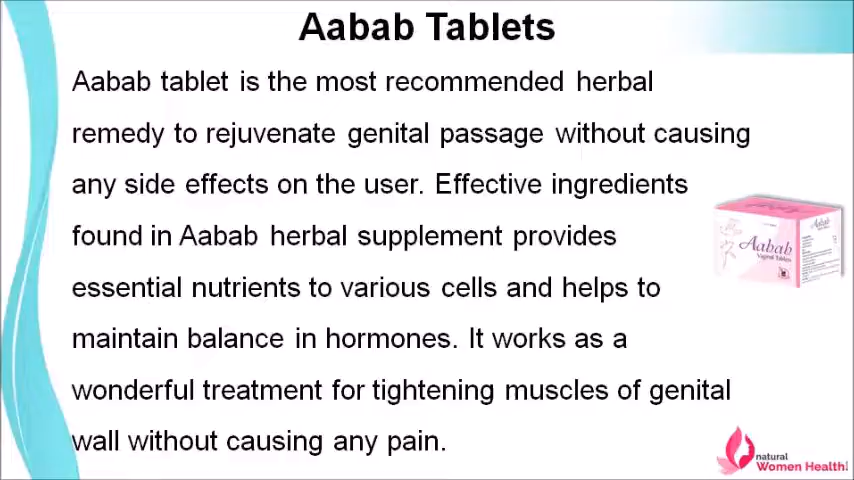 Aabab Tablets
Aabab tablet is the most recommended herbal
remedy to rejuvenate genital passage without causing
any side effects on the user. Effective ingredients
found in Aabab herbal supplement provides
essential nutrients to various cells and helps to
maintain balance in hormones. It works as a
wonderful treatment for tightening muscles of genital
wall without causing any pain.
Aabab
Vaginal Tablets
Aabab
natural
Women Health!